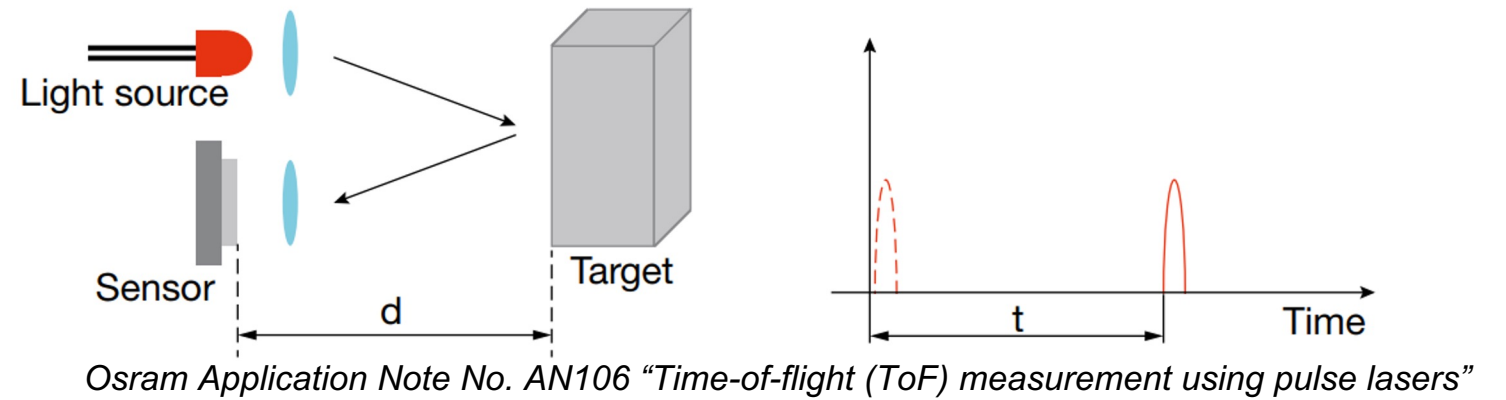 Light source
Sensor
Target
d
t
Time
Osram Application Note No. AN106 “Time-of-flight (ToF) measurement using pulse lasers”